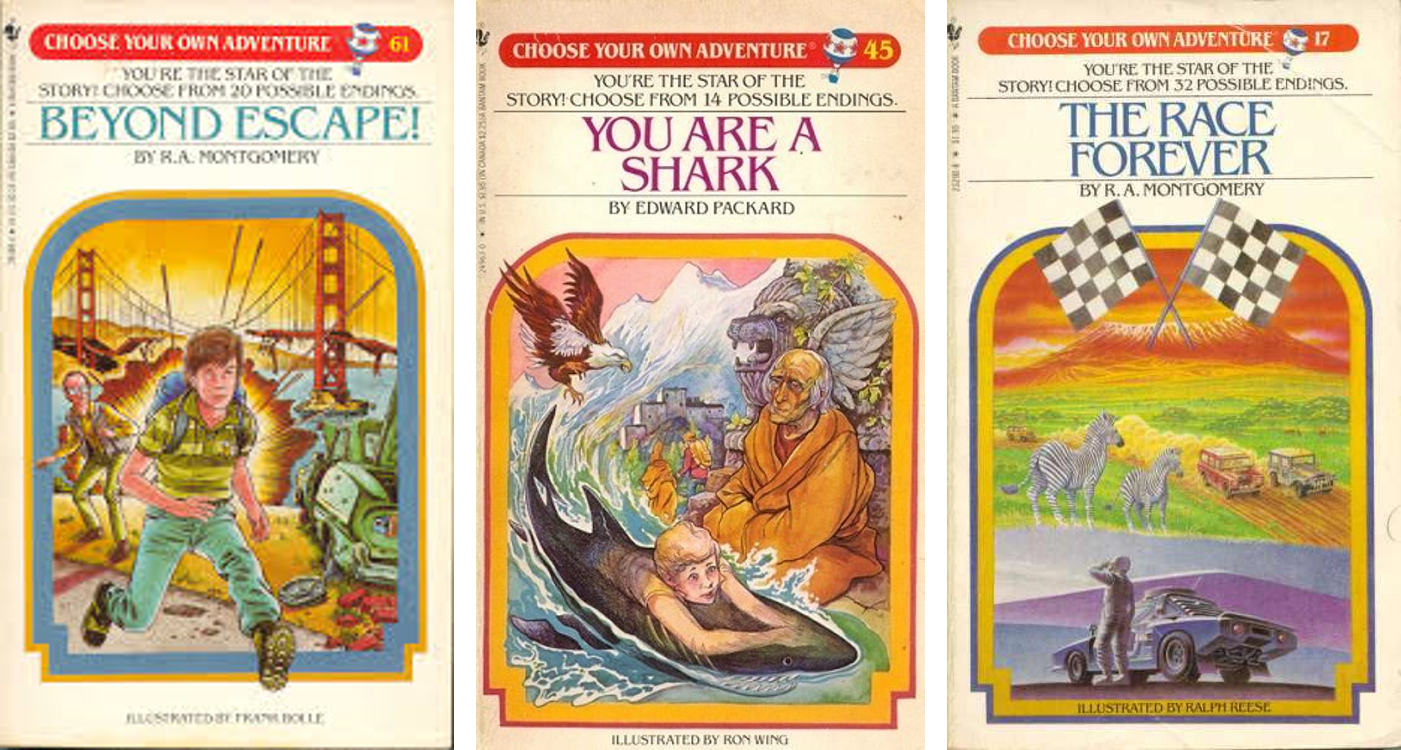 CHOOSE YOUR OWN ADVENTURE 61
YOU'RE THE STAR OF THE
STORY! CHOOSE FROM 20 POSSIBLE ENDINGS.
BEYOND ESCAPE!
BY R.A. MONTGOMERY
ILLUSTRATED BY FRANK BOLLE
CHOOSE YOUR OWN ADVENTURE® 45
YOU'RE THE STAR OF THE
STORY! CHOOSE FROM 14 POSSIBLE ENDINGS.
YOU ARE A
SHARK
BY EDWARD PACKARD
ILLUSTRATED BY RON WING
CHOOSE YOUR OWN ADVENTURE® 17
YOU'RE THE STAR OF THE
STORY! CHOOSE FROM 32 POSSIBLE ENDINGS.
THE RACE
FOREVER
BY R. A. MONTGOMERY
ILLUSTRATED BY RALPH REESE